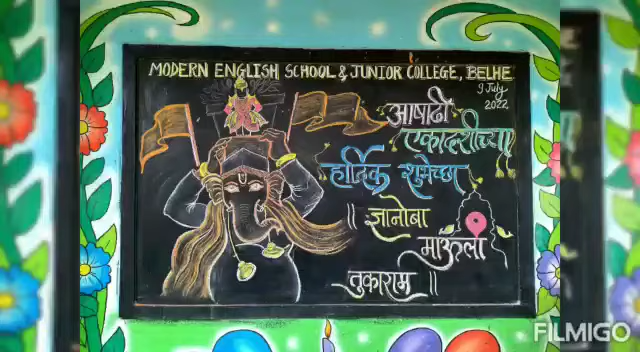 MODERN ENGLISH SCHOOL & JUNIOR COLLEGE, BELHE
9 July
2022
आषाढी
एकादशीच्या
हार्दिक शुभेच्छा
|| ज्ञानोबा
माऊली
तुकाराम ||
FILMIGO